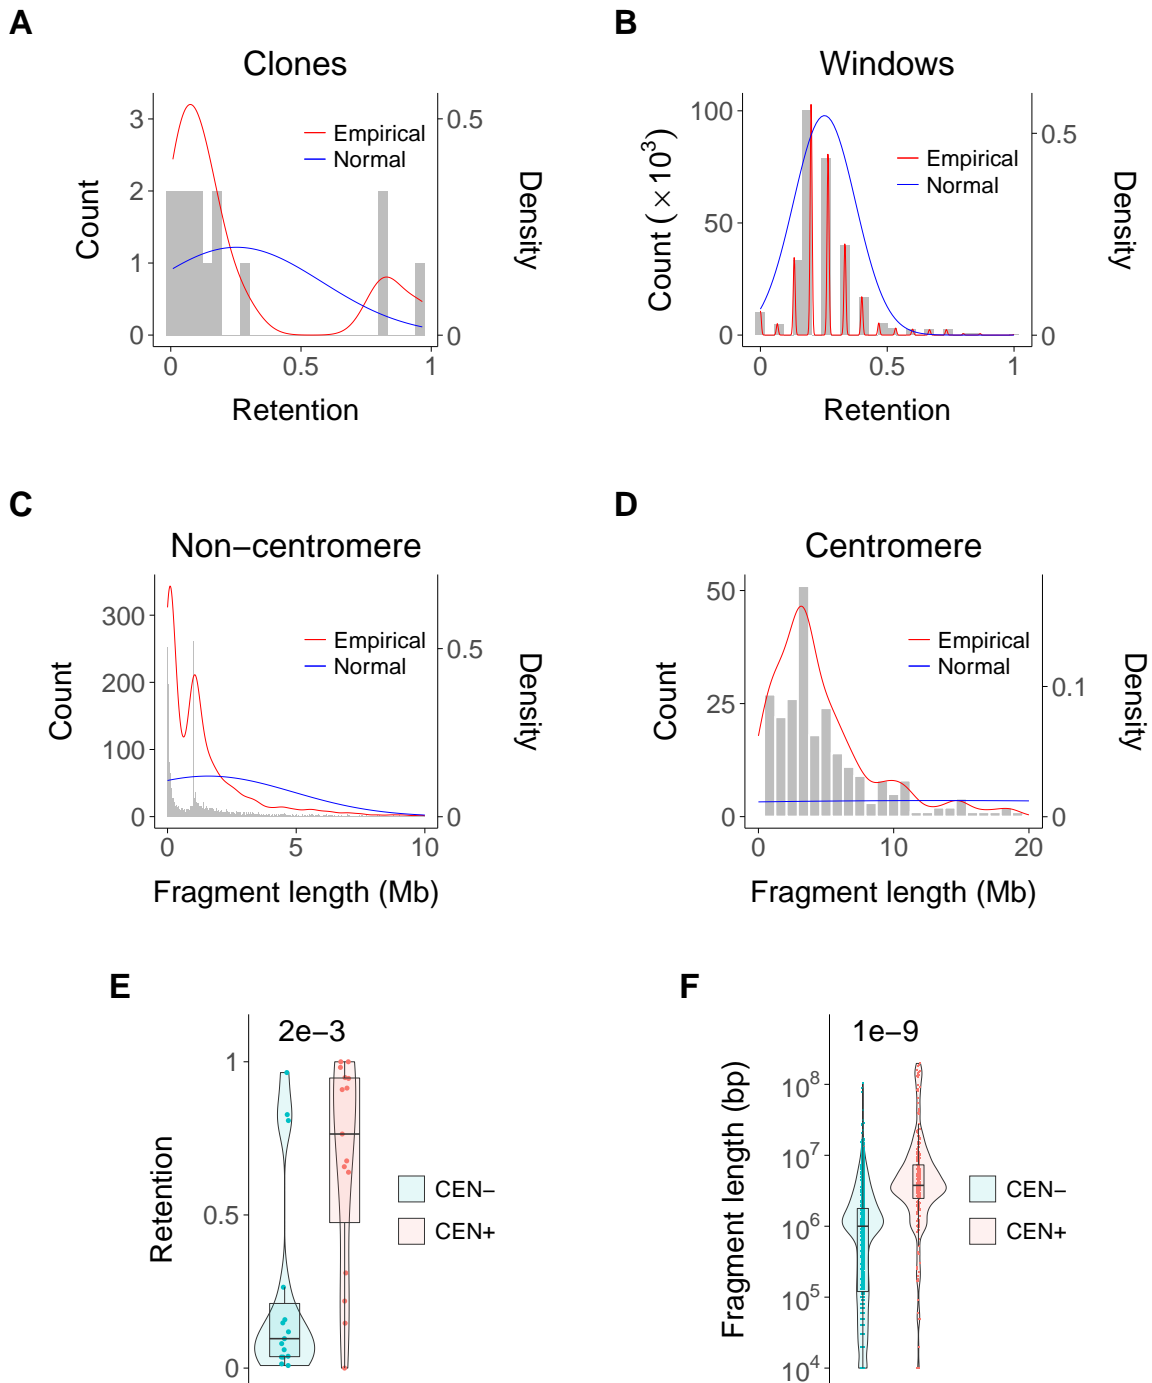 A
Clones
Count
3
2
1
0
Empirical
Normal
0.5
0
Density
0
0.5
1
Retention
B
Windows
Count ( × 10³)
100
50
0
Empirical
Normal
0.5
0
Density
0
0.5
1
Retention
C
Non−centromere
Count
300
200
100
0
Empirical
Normal
0.5
0
Density
0
5
10
Fragment length (Mb)
D
Centromere
Count
50
25
0
Empirical
Normal
0.1
0
Density
0
10
20
Fragment length (Mb)
E
2e−3
Retention
1
0.5
0
CEN−
CEN+
F
1e−9
Fragment length (bp)
10⁸
10⁷
10⁶
10⁵
10⁴
CEN−
CEN+